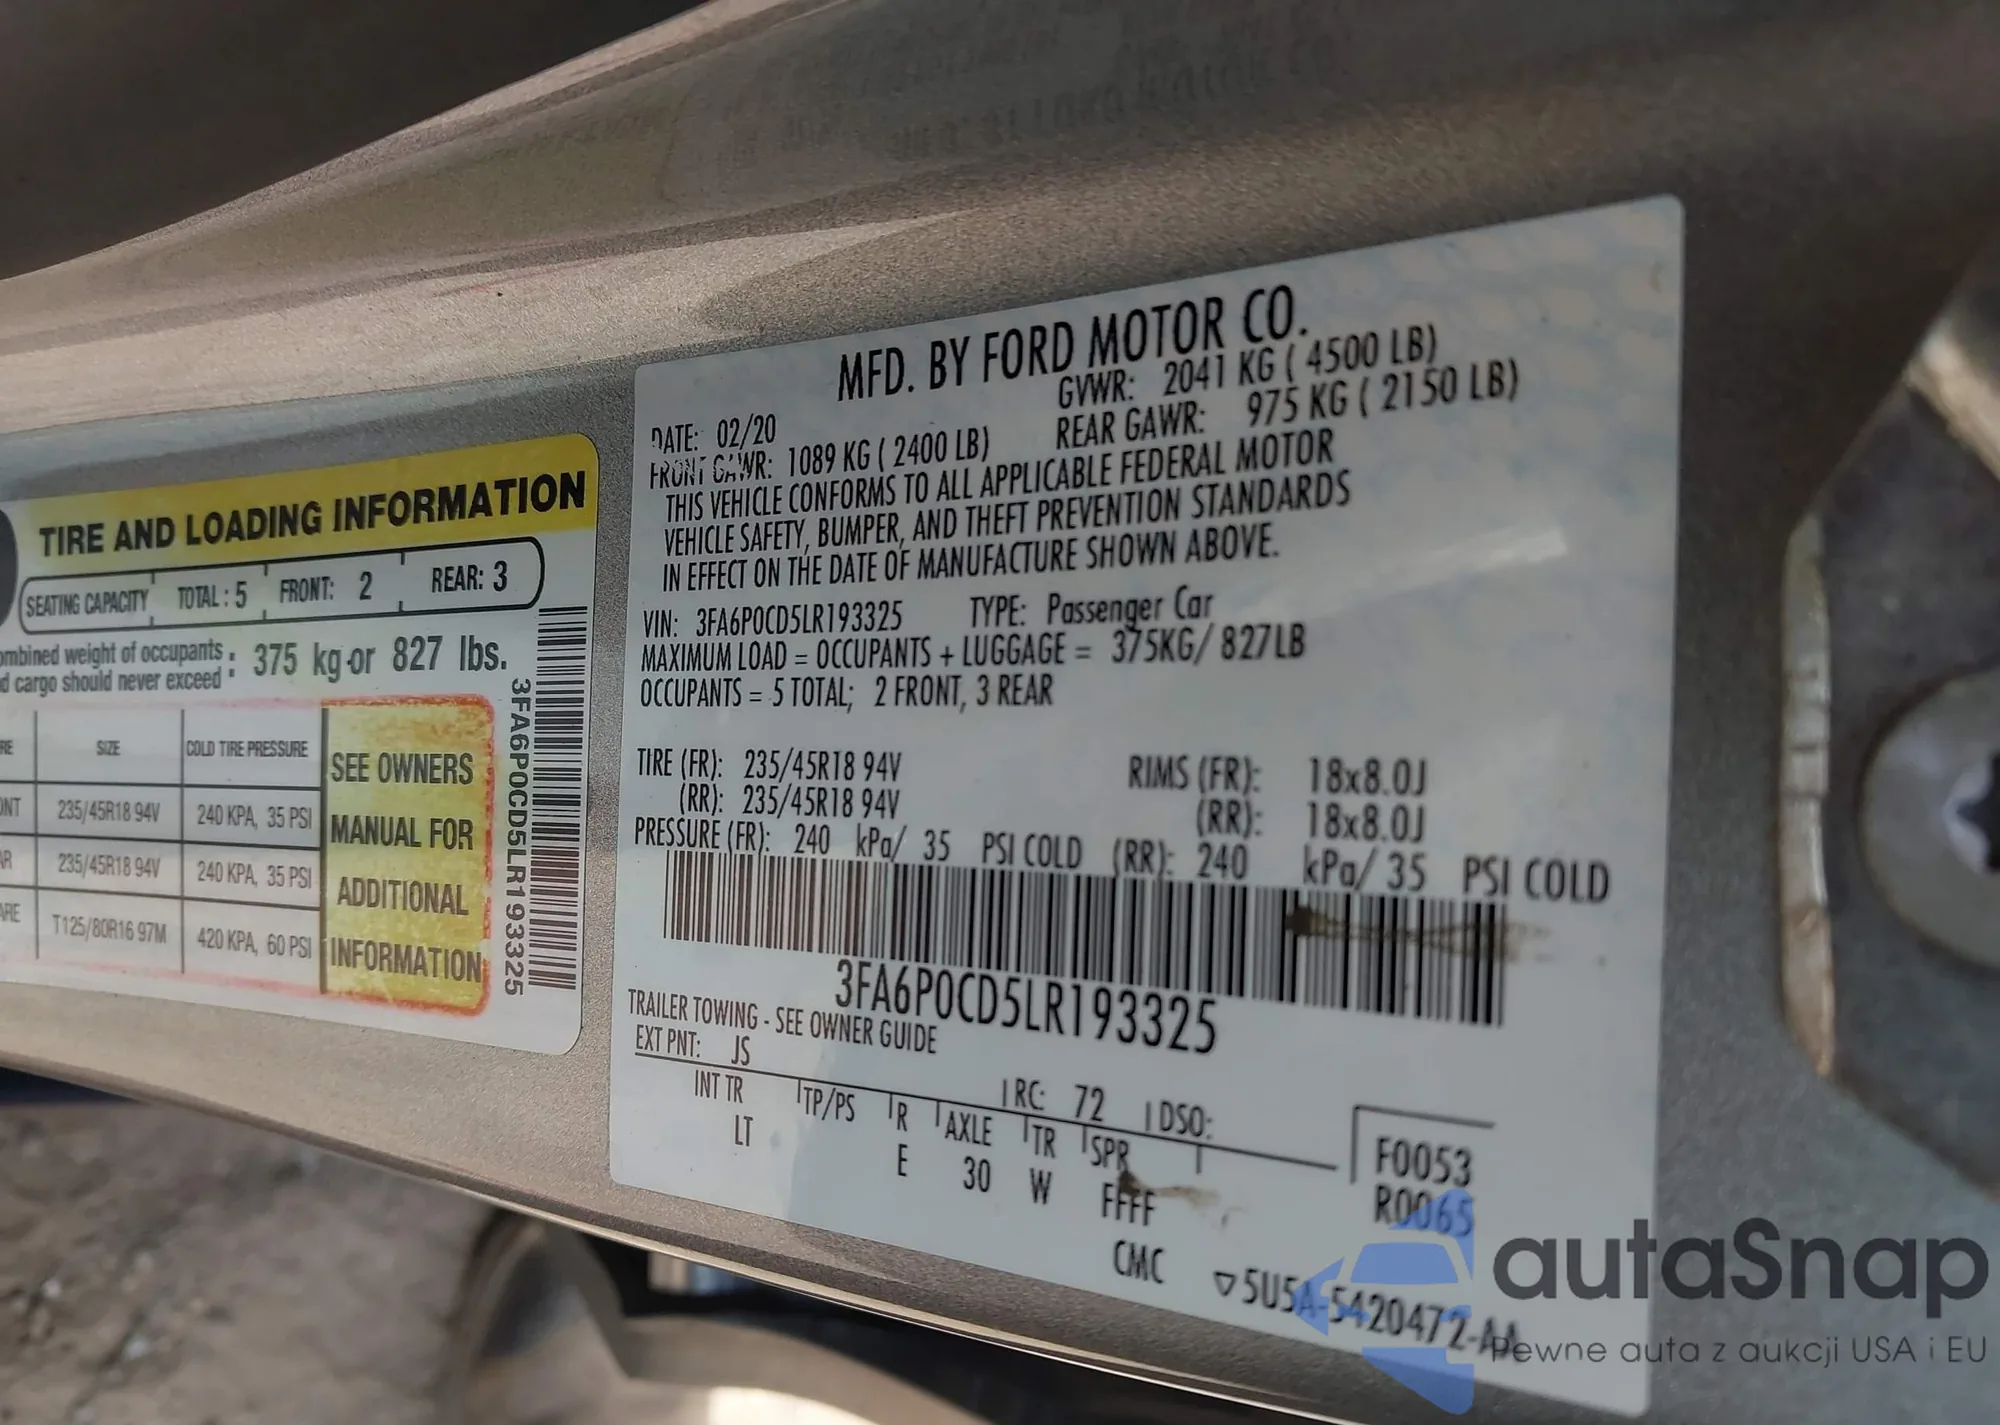 TIRE AND LOADING INFORMATION
SEATING CAPACITY TOTAL: 5 FRONT: 2 REAR: 3
weight of occupants : 375 kg or 827 lbs.
cargo should never exceed
SIZE COLD TIRE PRESSURE
235/45R18 94V 240 KPA, 35 PSI
235/45R18 94V 240 KPA, 35 PSI
T125/80R16 97M 420 KPA, 60 PSI
SEE OWNERS
MANUAL FOR
ADDITIONAL
INFORMATION
3FA6P0CD5LR193325
MFD. BY FORD MOTOR CO.
DATE: 02/20 GVWR: 2041 KG ( 4500 LB)
FRONT GAWR: 1089 KG ( 2400 LB) REAR GAWR: 975 KG ( 2150 LB)
THIS VEHICLE CONFORMS TO ALL APPLICABLE FEDERAL MOTOR
VEHICLE SAFETY, BUMPER, AND THEFT PREVENTION STANDARDS
IN EFFECT ON THE DATE OF MANUFACTURE SHOWN ABOVE.
VIN: 3FA6P0CD5LR193325 TYPE: Passenger Car
MAXIMUM LOAD = OCCUPANTS + LUGGAGE = 375KG/ 827LB
OCCUPANTS = 5 TOTAL; 2 FRONT, 3 REAR
TIRE (FR): 235/45R18 94V RIMS (FR): 18x8.0J
(RR): 235/45R18 94V (RR): 18x8.0J
PRESSURE (FR): 240 kPa/ 35 PSI COLD (RR): 240 kPa/ 35 PSI COLD
3FA6P0CD5LR193325
TRAILER TOWING - SEE OWNER GUIDE
EXT PNT: JS RC: 72 DSO:
INT TR TP/PS R AXLE TR SPR
LT E 30 W FFFF
F0053
R0065
CMC ▽5U5A-5420472-AA
autaSnap
Pewne auta z aukcji USA i EU